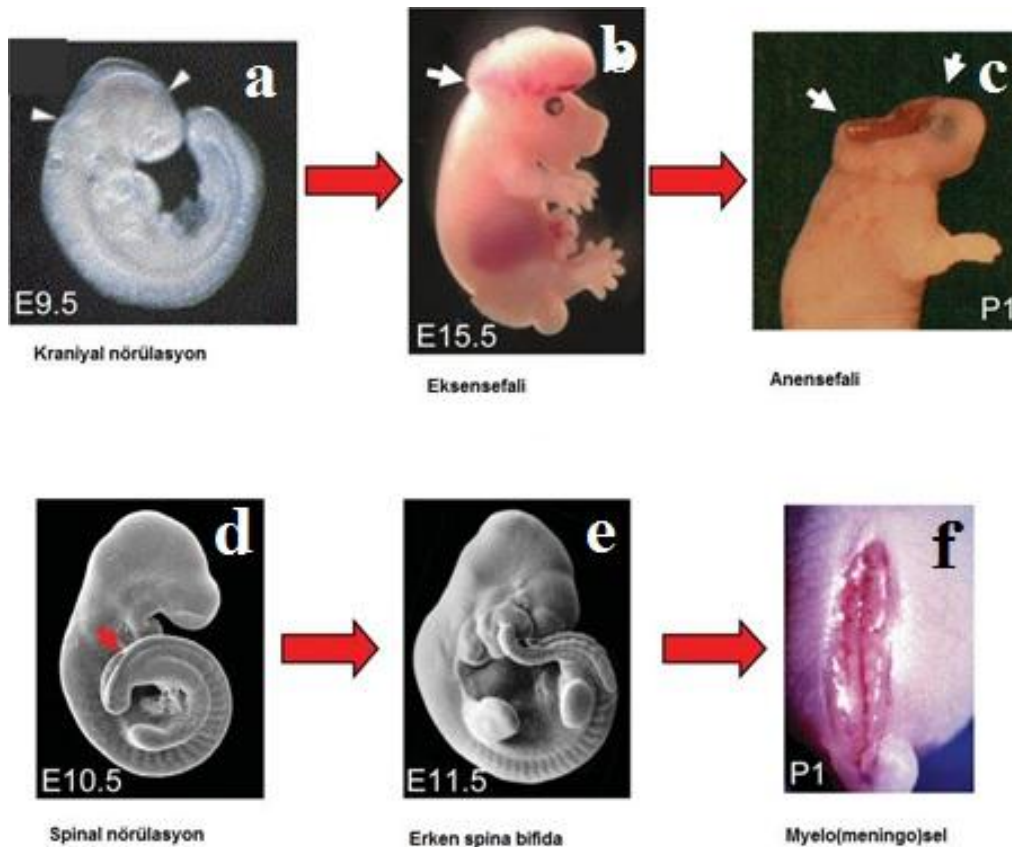 a
E9.5
Kraniyal nörülasyon
b
E15.5
Eksensefali
c
P1
Anensefali
d
E10.5
Spinal nörülasyon
e
E11.5
Erken spina bifida
f
P1
Myelo(meningo)sel